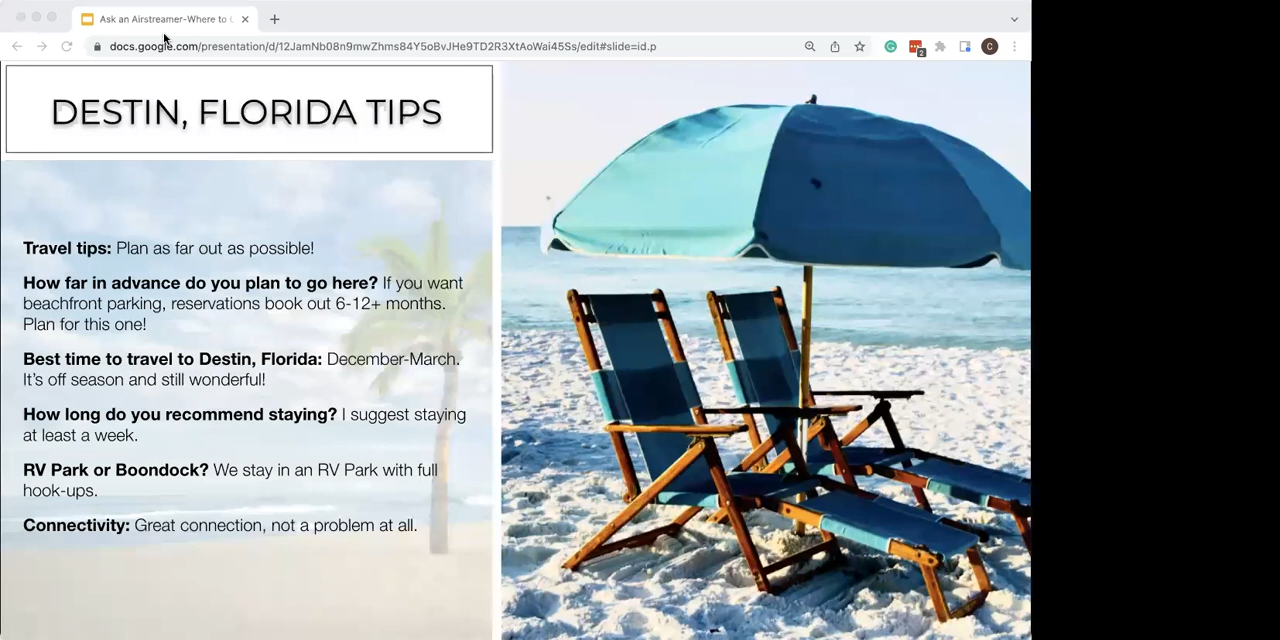 Ask an Airstreamer-Where to
docs.google.com/presentation/d/12JamNb08n9mwZhms84Y5oBvJHe9TD2R3XtAoWai45Ss/edit#slide=id.p
2
C
DESTIN, FLORIDA TIPS
Travel tips: Plan as far out as possible!
How far in advance do you plan to go here? If you want
beachfront parking, reservations book out 6-12+ months.
Plan for this one!
Best time to travel to Destin, Florida: December-March.
It's off season and still wonderful!
How long do you recommend staying? I suggest staying
at least a week.
RV Park or Boondock? We stay in an RV Park with full
hook-ups.
Connectivity: Great connection, not a problem at all.